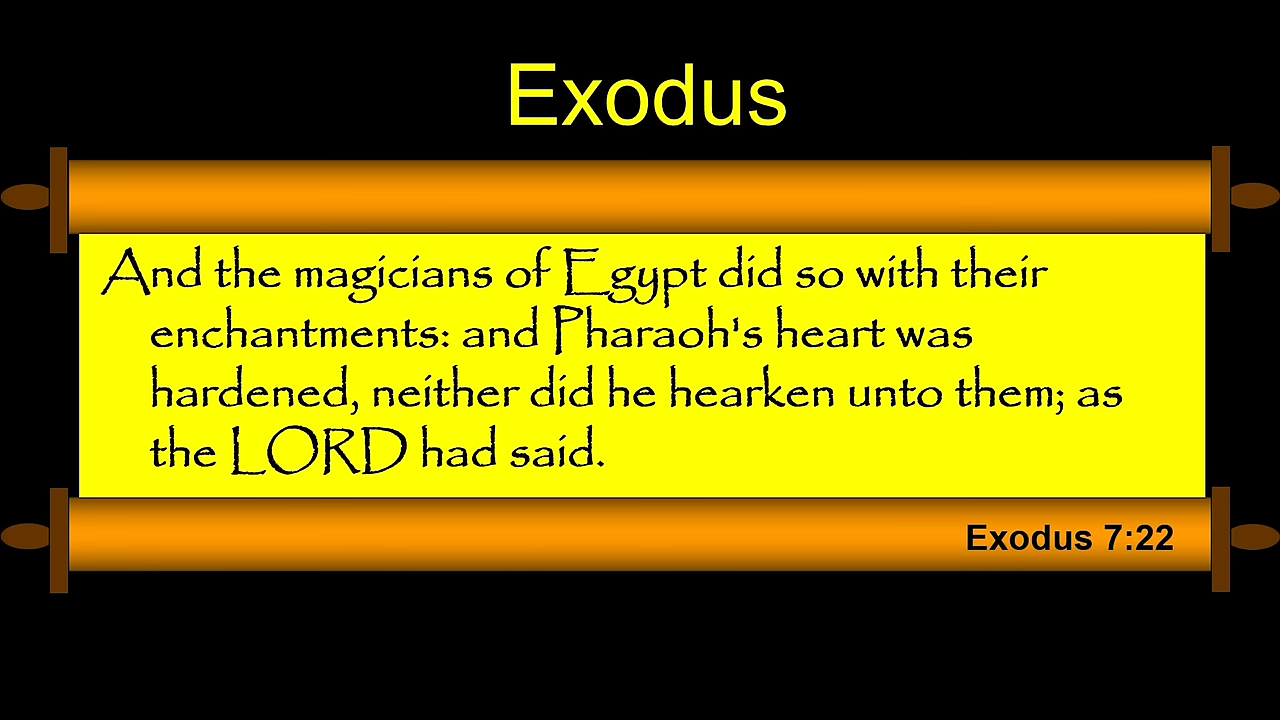 Exodus
And the magicians of Egypt did so with their
enchantments: and Pharaoh's heart was
hardened, neither did he hearken unto them; as
the LORD had said.
Exodus 7:22